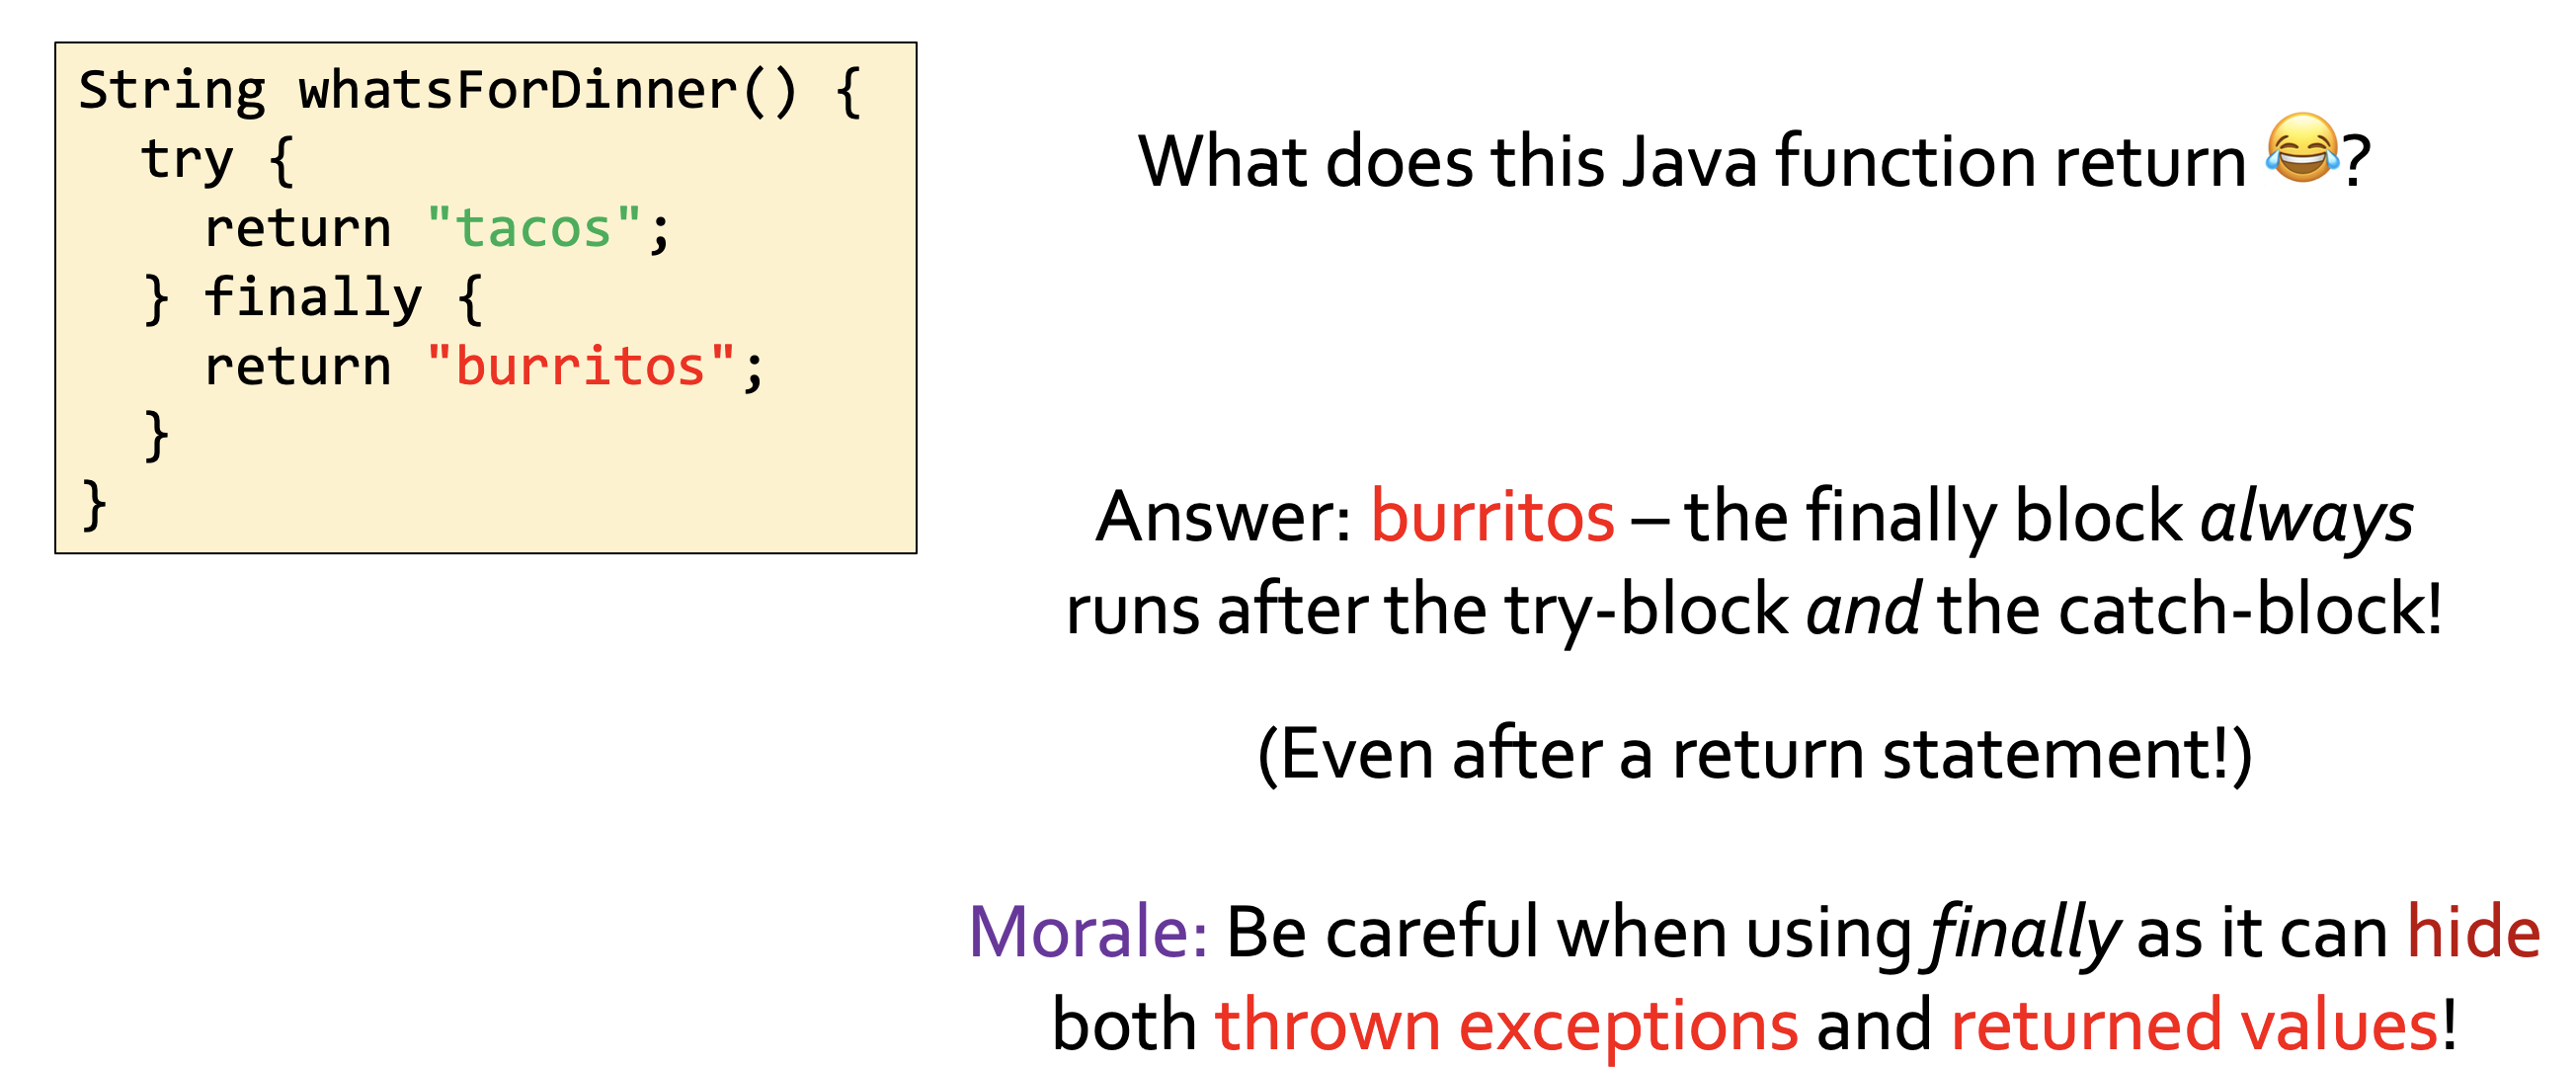 String whatsForDinner() {
  try {
    return "tacos";
  } finally {
    return "burritos";
  }
}
What does this Java function return 😂?
Answer: burritos – the finally block always
runs after the try-block and the catch-block!
(Even after a return statement!)
Morale: Be careful when using finally as it can hide
both thrown exceptions and returned values!